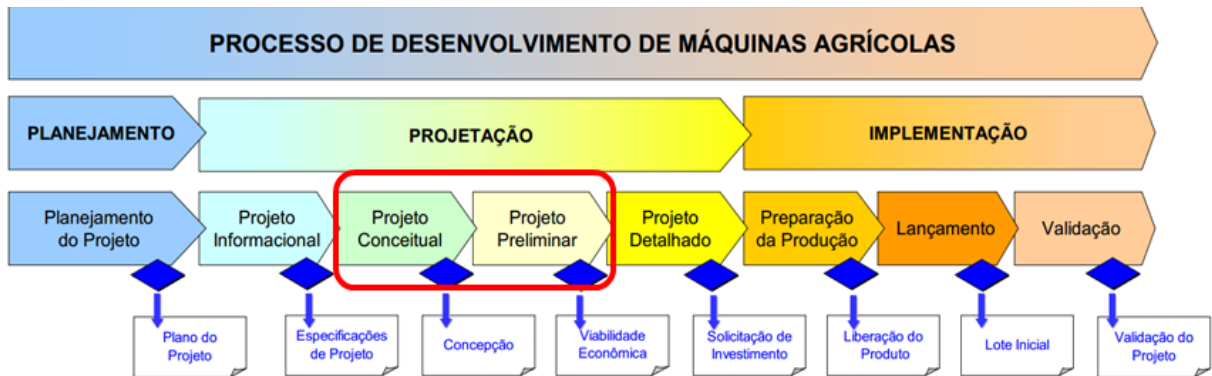 PROCESSO DE DESENVOLVIMENTO DE MÁQUINAS AGRÍCOLAS
PLANEJAMENTO
PROJETAÇÃO
IMPLEMENTAÇÃO
Planejamento
do Projeto
Projeto
Informacional
Projeto
Conceitual
Projeto
Preliminar
Projeto
Detalhado
Preparação
da Produção
Lançamento
Validação
Plano do
Projeto
Especificações
de Projeto
Concepção
Viabilidade
Econômica
Solicitação de
Investimento
Liberação do
Produto
Lote Inicial
Validação do
Projeto